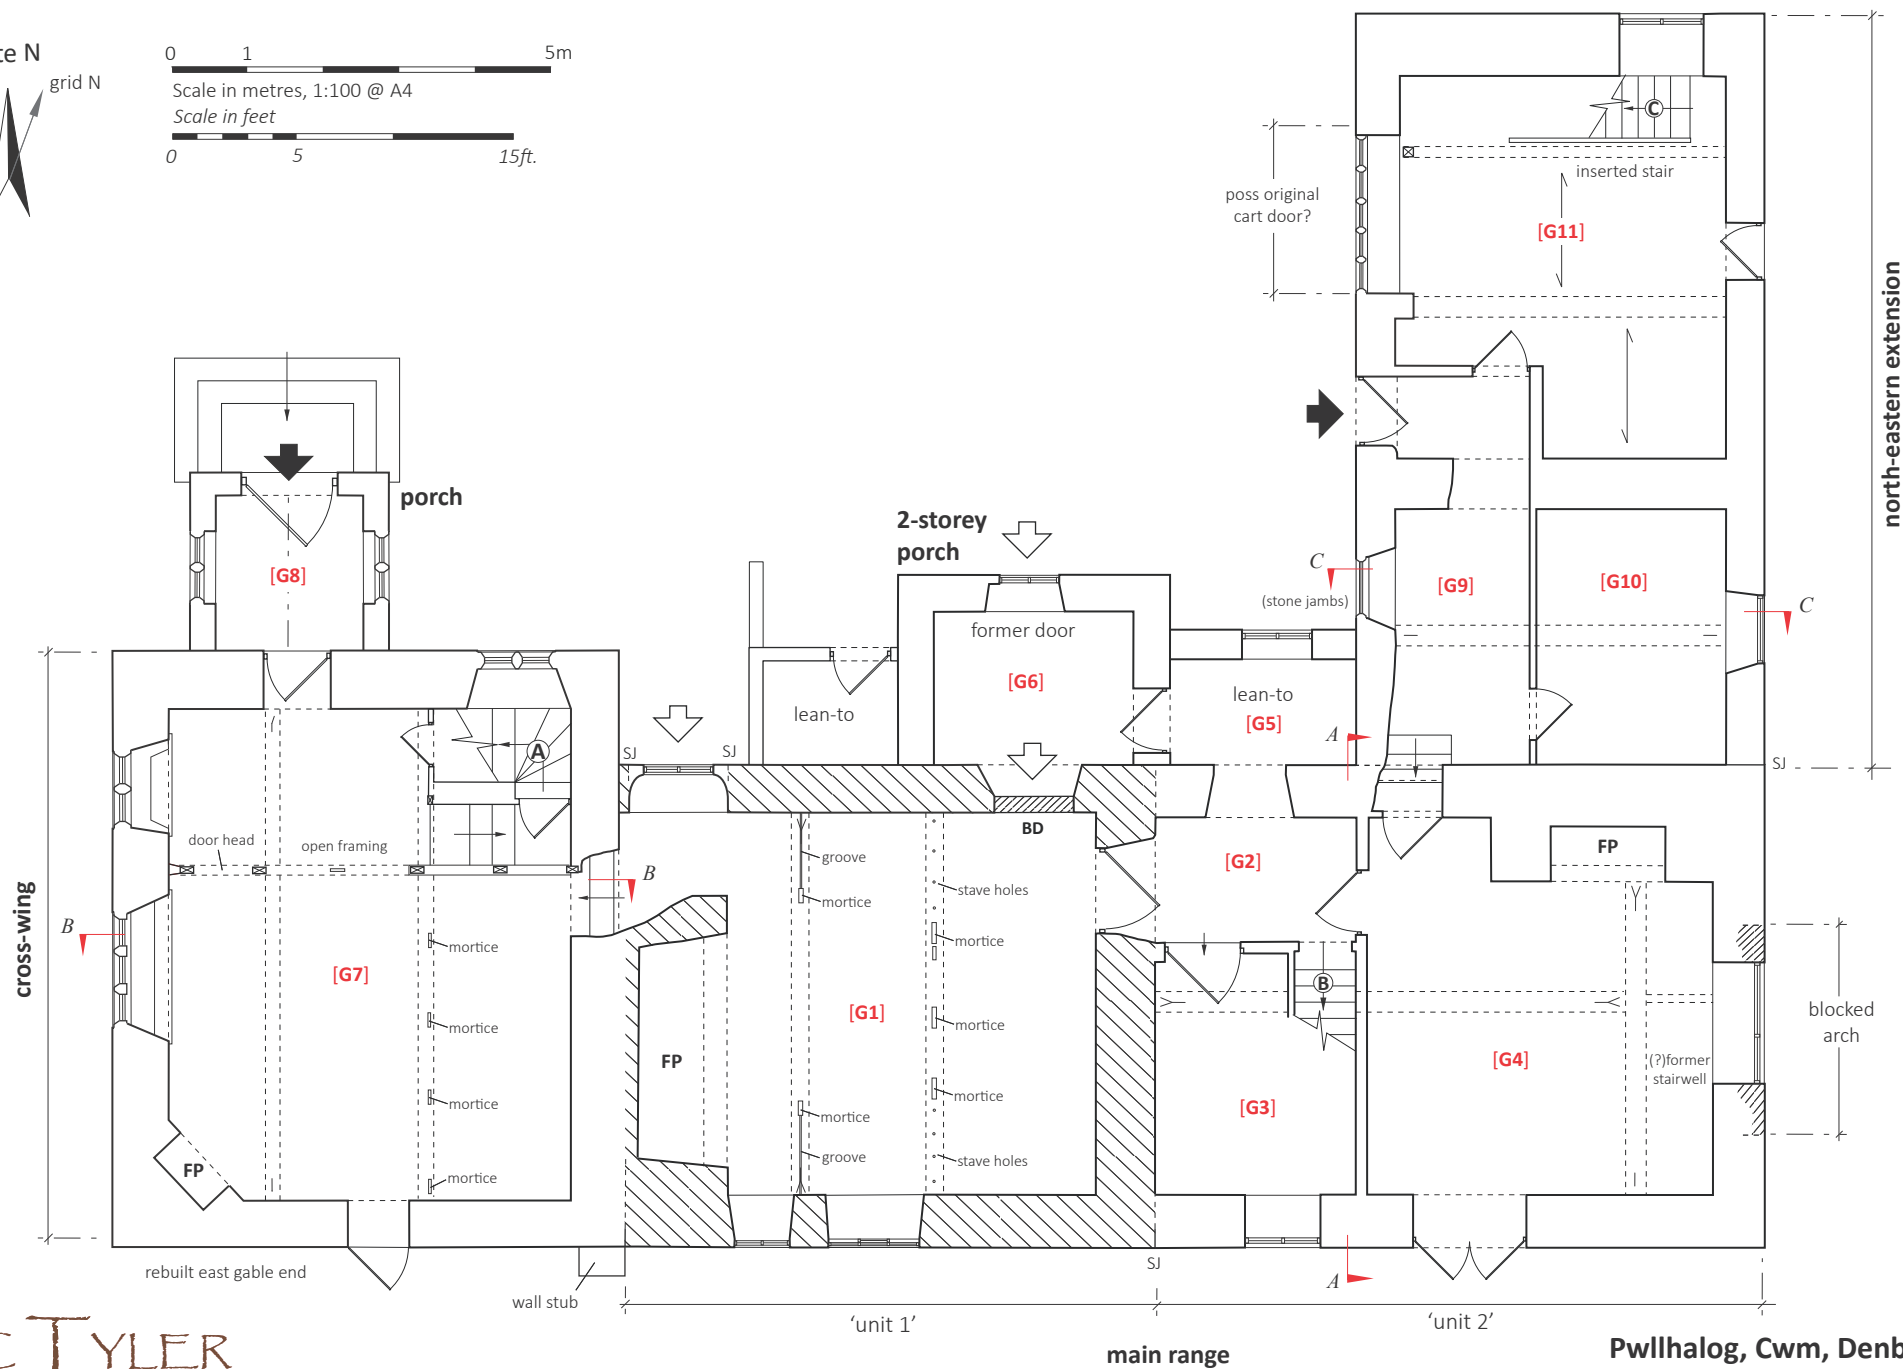 grid N
0 1 5m
Scale in metres, 1:100 @ A4
Scale in feet
0 5 15ft.
C
inserted stair
poss original
cart door?
[G11]
north-eastern extension
porch
[G8]
2-storey
porch
C
(stone jambs)
[G9]
[G10]
C
former door
[G6]
lean-to
lean-to
[G5]
A
SJ
SJ
SJ
A
door head
open framing
BD
groove
mortice
stave holes
[G2]
FP
B
B
cross-wing
mortice
mortice
[G7]
[G1]
B
blocked
arch
mortice
mortice
FP
[G4]
(?)former
stairwell
mortice
mortice
mortice
[G3]
groove
stave holes
FP
mortice
rebuilt east gable end
wall stub
SJ
A
'unit 1'
'unit 2'
main range
TYLER
Pwllhalog, Cwm,